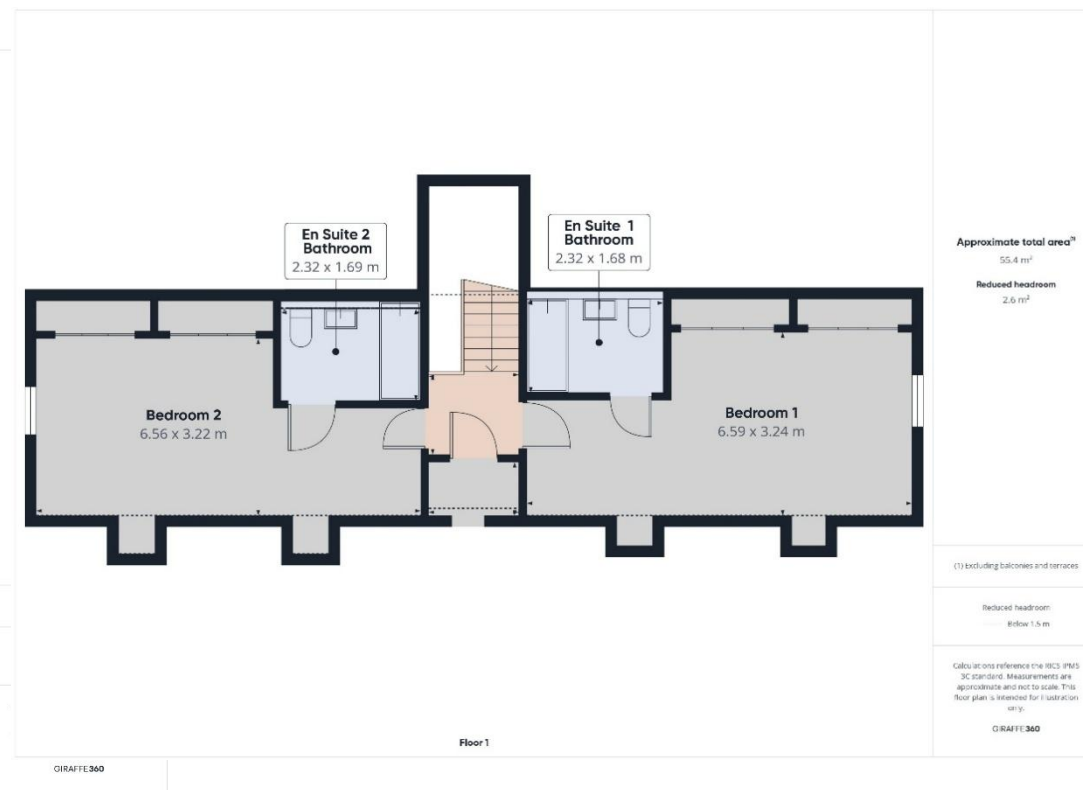 En Suite 2
Bathroom
2.32 x 1.69 m
En Suite 1
Bathroom
2.32 x 1.68 m
Bedroom 2
6.56 x 3.22 m
Bedroom 1
6.59 x 3.24 m
Floor 1
Approximate total area(1)
55.4 m²
Reduced headroom
2.6 m²
(1) Excluding balconies and terraces
Reduced headroom
Below 1.5 m
Calculations reference the RICS IPMS
3C standard. Measurements are
approximate and not to scale. This
floor plan is intended for illustration
only.
GIRAFFE360
GIRAFFE360